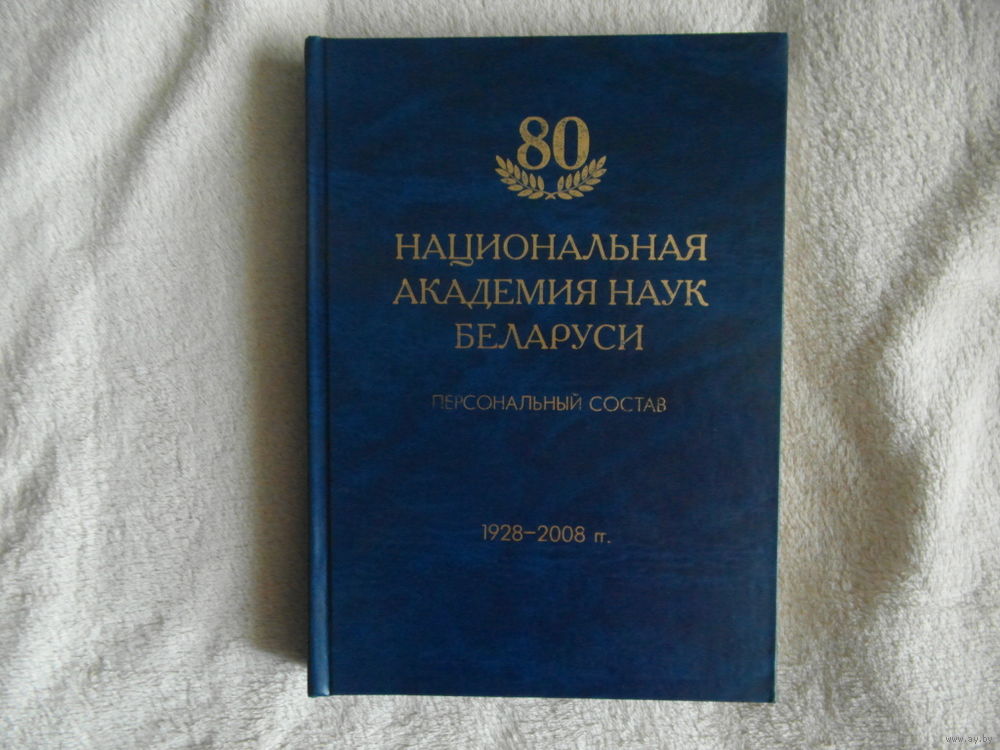 80
НАЦИОНАЛЬНАЯ
АКАДЕМИЯ НАУК
БЕЛАРУСИ
ПЕРСОНАЛЬНЫЙ СОСТАВ
1928–2008 гг.
www.ay.by